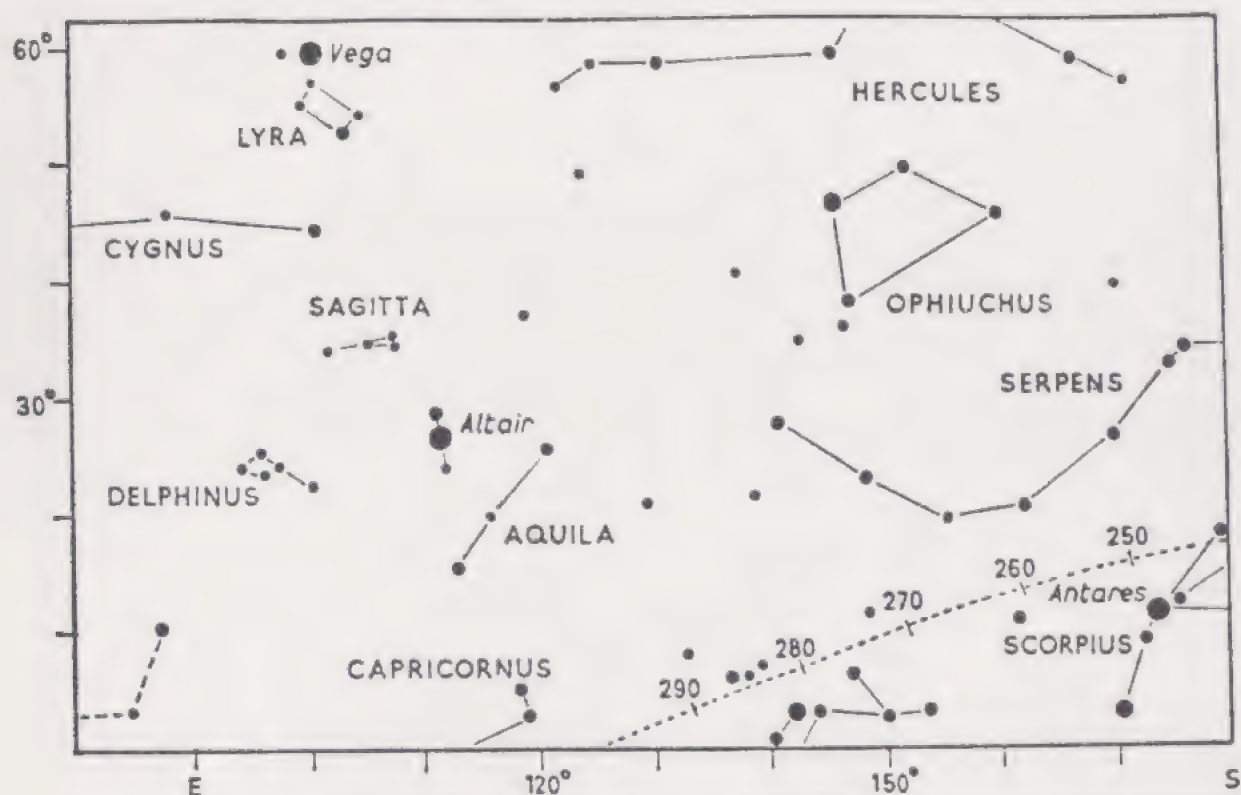 60°
Vega
HERCULES
LYRA
CYGNUS
SAGITTA
OPHIUCHUS
SERPENS
30°
Altair
DELPHINUS
AQUILA
250
260
Antares
270
SCORPIUS
280
CAPRICORNUS
290
E
120°
150°
S